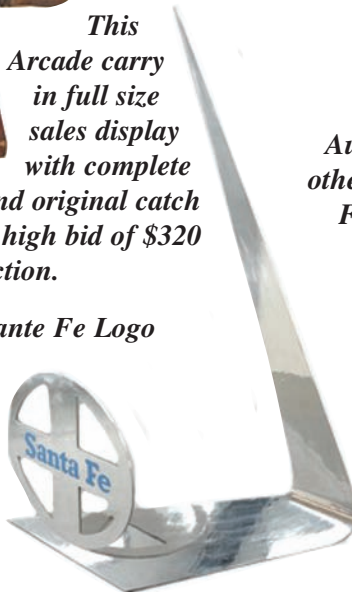 This
Arcade carry
in full size
sales display
with complete
nd original catch
high bid of $320
ction.
Au
othe
F
ante Fe Logo
Santa Fe